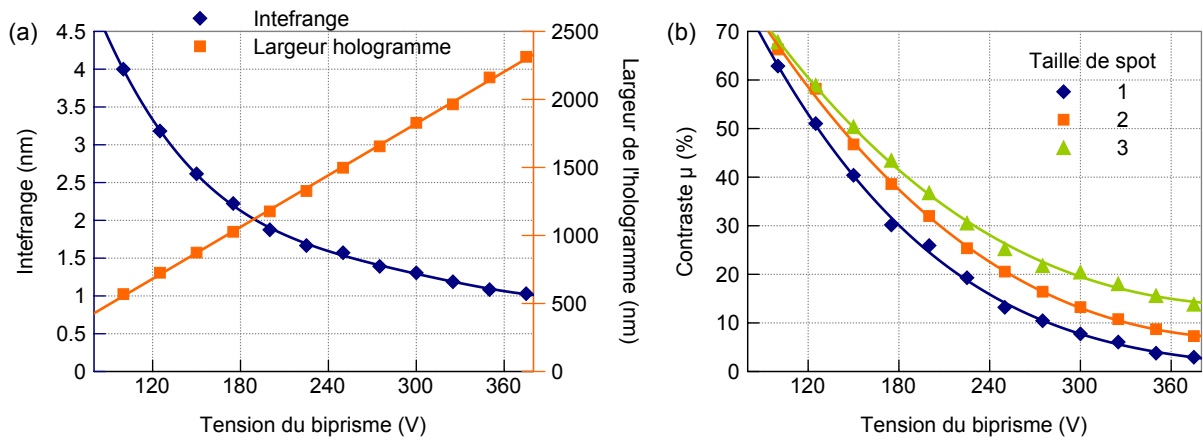 (a)
Intefrange
Largeur hologramme
4.5
4
3.5
3
2.5
2
1.5
1
0.5
0
Intefrange (nm)
2500
2000
1500
1000
500
0
Largeur de l'hologramme (nm)
120 180 240 300 360
Tension du biprisme (V)
(b)
70
60
50
40
30
20
10
0
Contraste μ (%)
Taille de spot
1
2
3
120 180 240 300 360
Tension du biprisme (V)